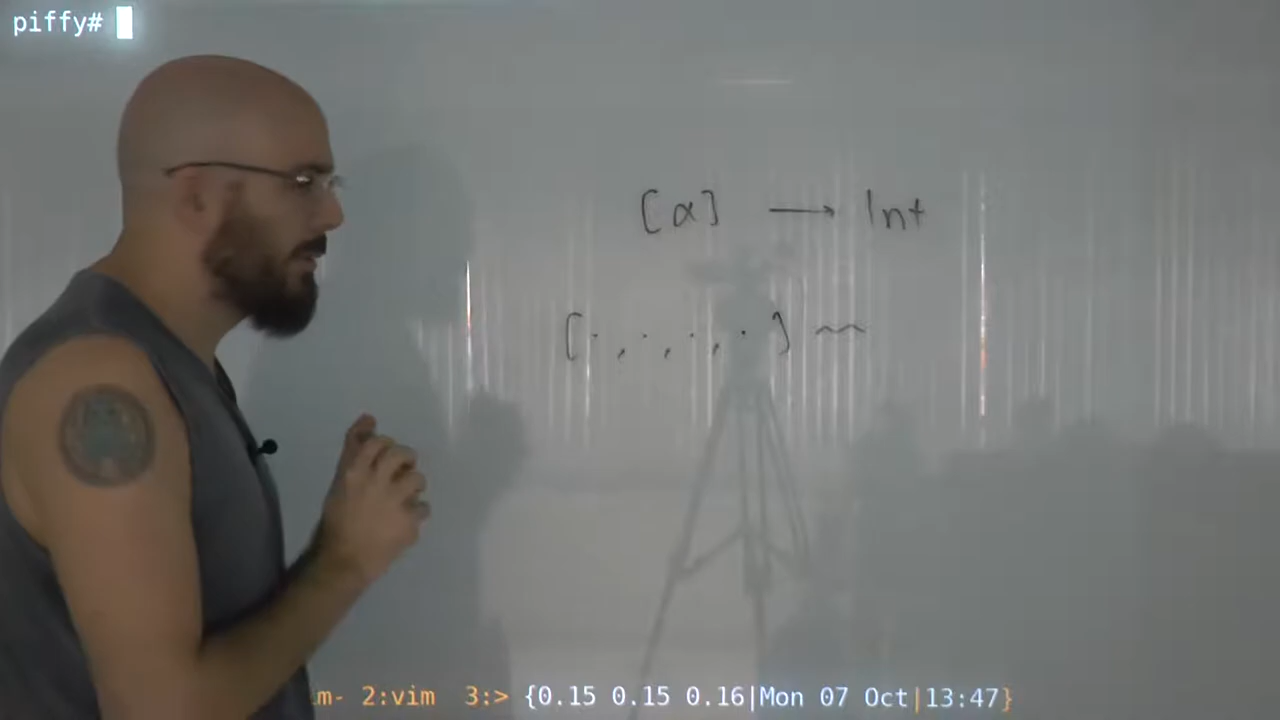 piffy#
[α] → Int
[· , · , · , · ] ~~
m- 2:vim 3:> {0.15 0.15 0.16|Mon 07 Oct|13:47}